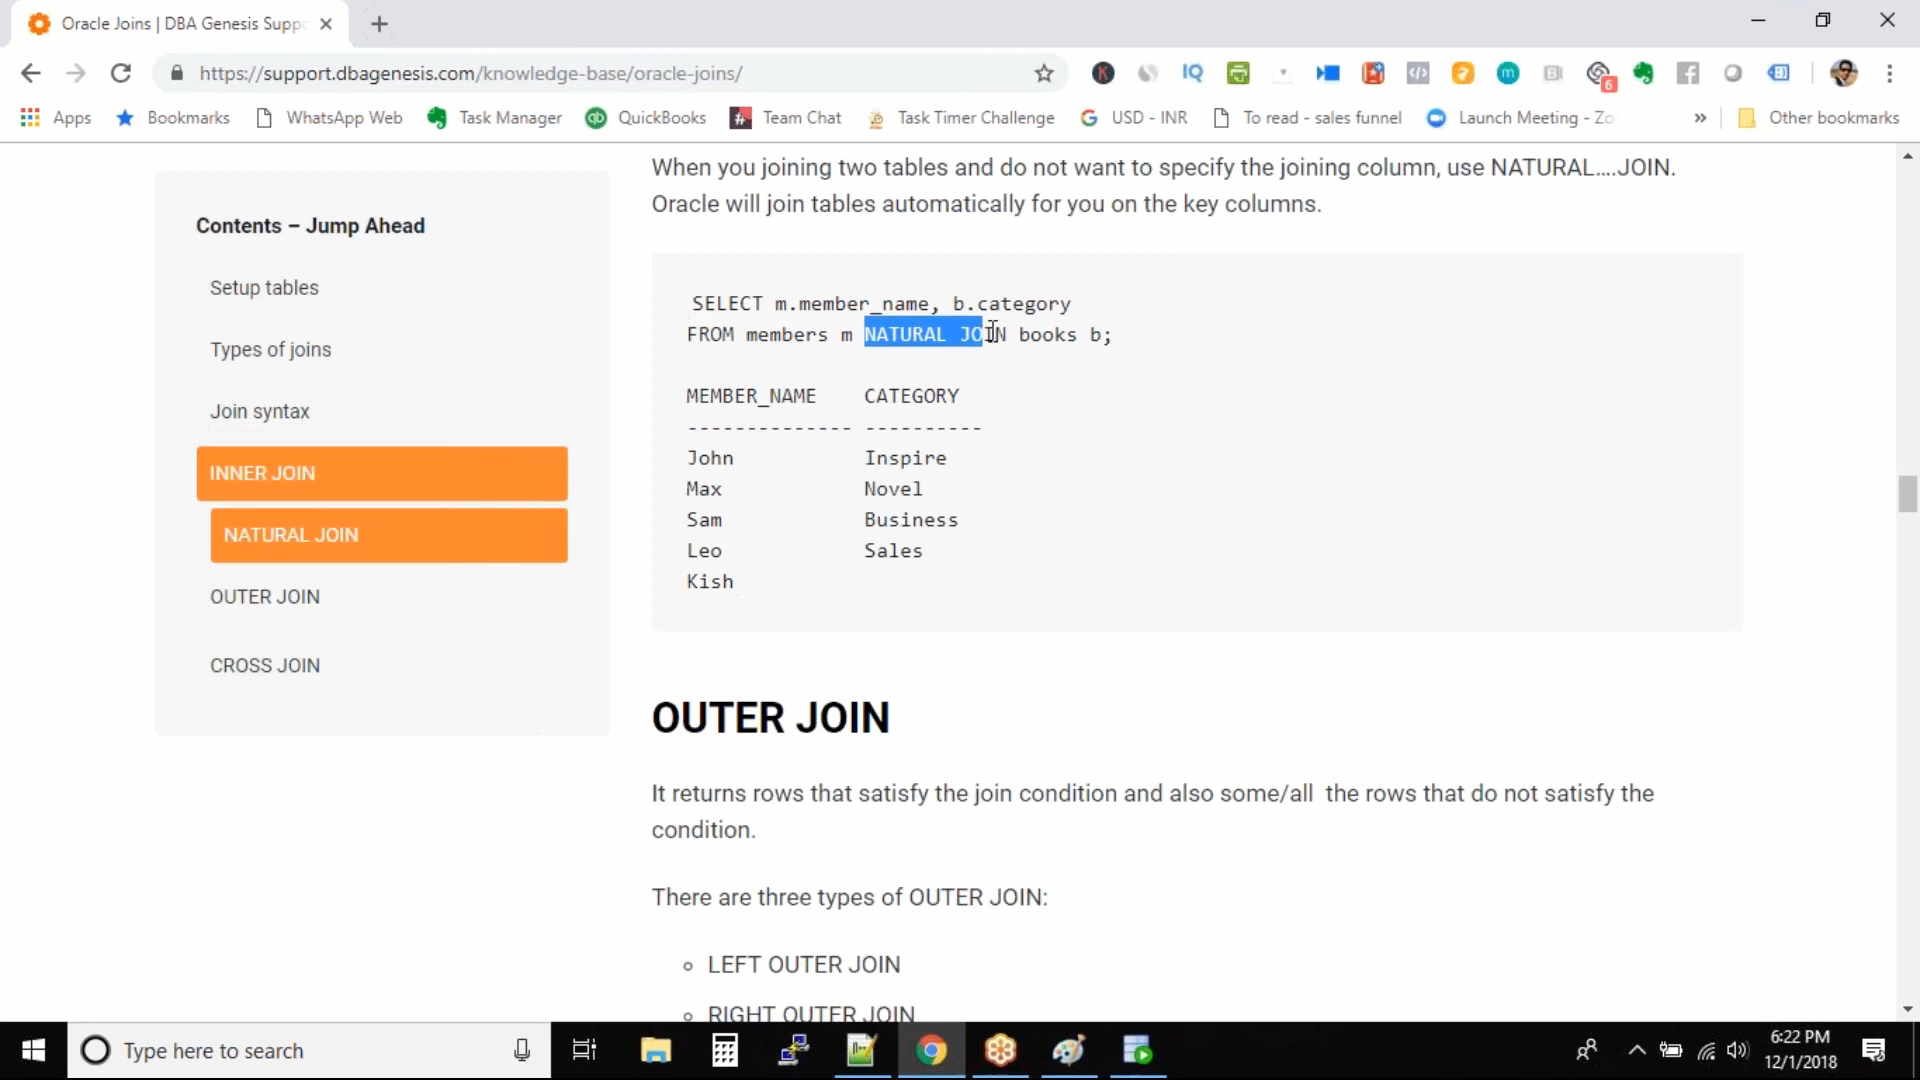 Oracle Joins | DBA Genesis Suppo
https://support.dbagenesis.com/knowledge-base/oracle-joins/
IQ
6
Apps
Bookmarks
WhatsApp Web
Task Manager
QuickBooks
Team Chat
Task Timer Challenge
USD - INR
To read - sales funnel
Launch Meeting - Zo
Other bookmarks
Contents – Jump Ahead
Setup tables
Types of joins
Join syntax
INNER JOIN
NATURAL JOIN
OUTER JOIN
CROSS JOIN
When you joining two tables and do not want to specify the joining column, use NATURAL....JOIN.
Oracle will join tables automatically for you on the key columns.
SELECT m.member_name, b.category
FROM members m NATURAL JOIN books b;
MEMBER_NAME CATEGORY
-------------- ----------
John Inspire
Max Novel
Sam Business
Leo Sales
Kish
OUTER JOIN
It returns rows that satisfy the join condition and also some/all the rows that do not satisfy the
condition.
There are three types of OUTER JOIN:
LEFT OUTER JOIN
RIGHT OUTER JOIN
Type here to search
6:22 PM
12/1/2018